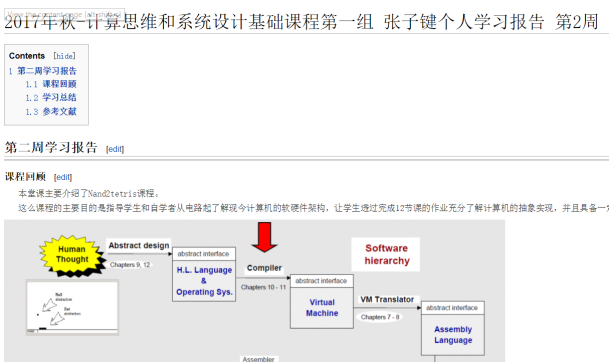 2017年秋-计算思维和系统设计基础课程第一组 张子键个人学习报告 第2周
Contents [hide]
1 第二周学习报告
1.1 课程回顾
1.2 学习总结
1.3 参考文献
第二周学习报告 [edit]
课程回顾 [edit]
本堂课主要介绍了Nand2tetris课程。
这么课程的主要目的是指导学生和自学者从电路起了解现今计算机的软硬件架构，让学生透过完成12节课的作业充分了解计算机的抽象实现，并且具备一
Human
Thought
Abstract design
Chapters 9, 12
abstract interface
H.L. Language
&
Operating Sys.
Compiler
Chapters 10 - 11
abstract interface
Virtual
Machine
Software
hierarchy
VM Translator
Chapters 7 - 8
abstract interface
Assembly
Language
Assembler